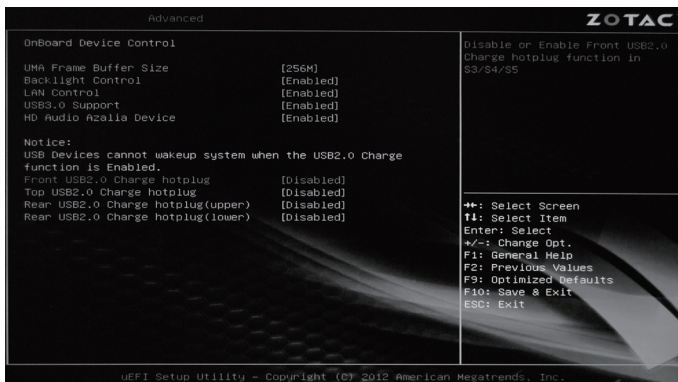 Advanced
ZOTAC
OnBoard Device Control
UMA Frame Buffer Size [256M]
Backlight Control [Enabled]
LAN Control [Enabled]
USB3.0 Support [Enabled]
HD Audio Azalia Device [Enabled]
Notice:
USB Devices cannot wakeup system when the USB2.0 Charge
function is Enabled.
Front USB2.0 Charge hotplug [Disabled]
Top USB2.0 Charge hotplug [Disabled]
Rear USB2.0 Charge hotplug(upper) [Disabled]
Rear USB2.0 Charge hotplug(lower) [Disabled]
Disable or Enable Front USB2.0
Charge hotplug function in
S3/S4/S5
→←: Select Screen
↑↓: Select Item
Enter: Select
+/-: Change Opt.
F1: General Help
F2: Previous Values
F9: Optimized Defaults
F10: Save & Exit
ESC: Exit
uEFI Setup Utility - Copyright (C) 2012 American Megatrends, Inc.